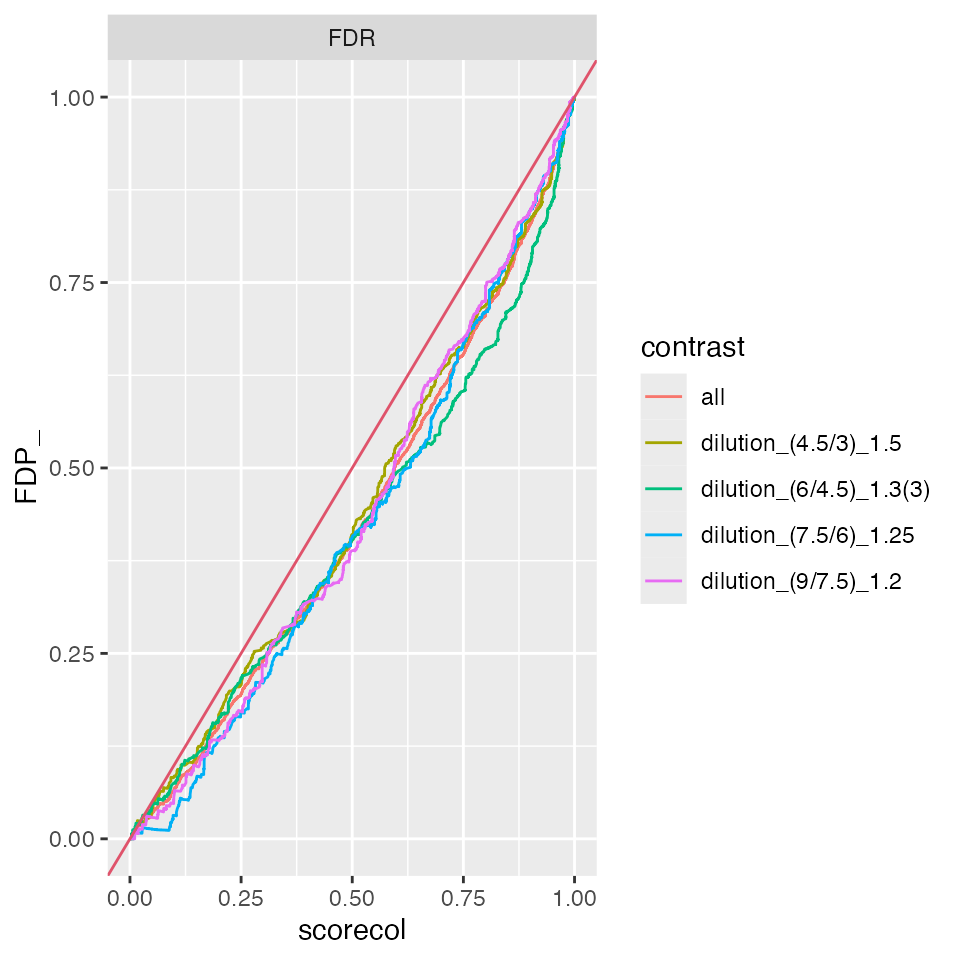 FDR
1.00
0.75
0.50
0.25
0.00
FDP_
0.00 0.25 0.50 0.75 1.00
scorecol
contrast
all
dilution_(4.5/3)_1.5
dilution_(6/4.5)_1.3(3)
dilution_(7.5/6)_1.25
dilution_(9/7.5)_1.2